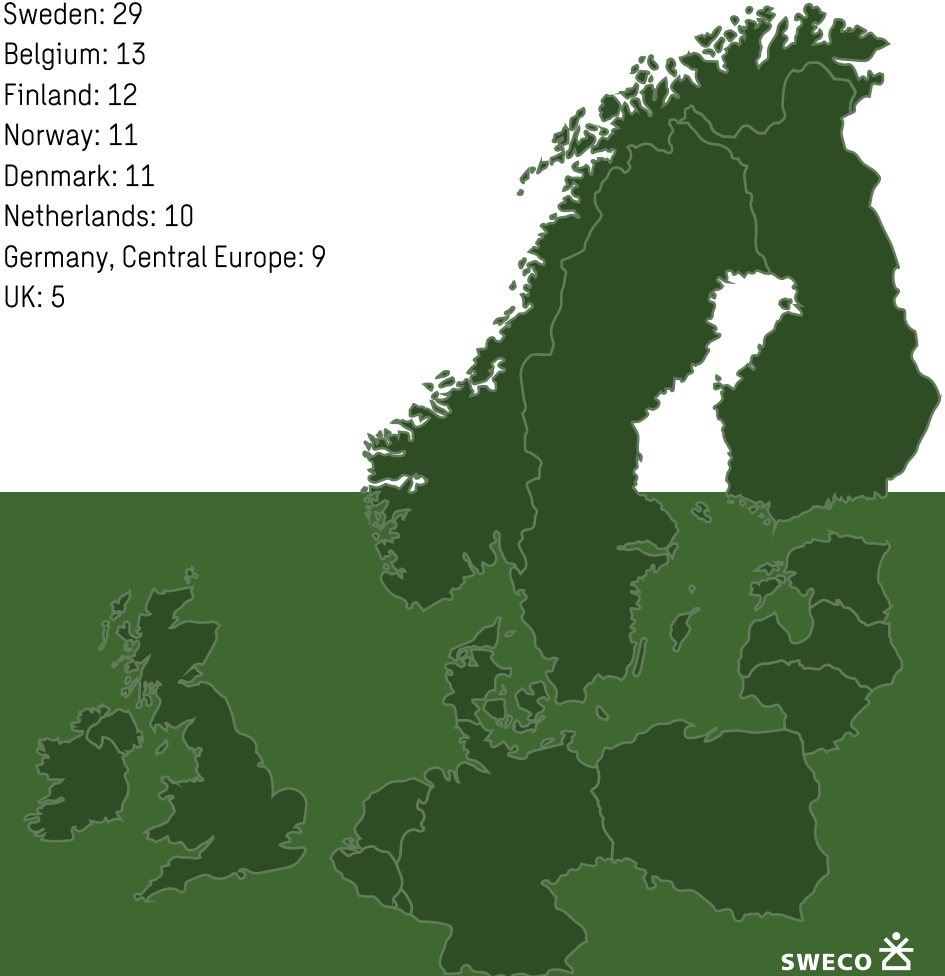 Sweden: 29
Belgium: 13
Finland: 12
Norway: 11
Denmark: 11
Netherlands: 10
Germany, Central Europe: 9
UK: 5
SWECO